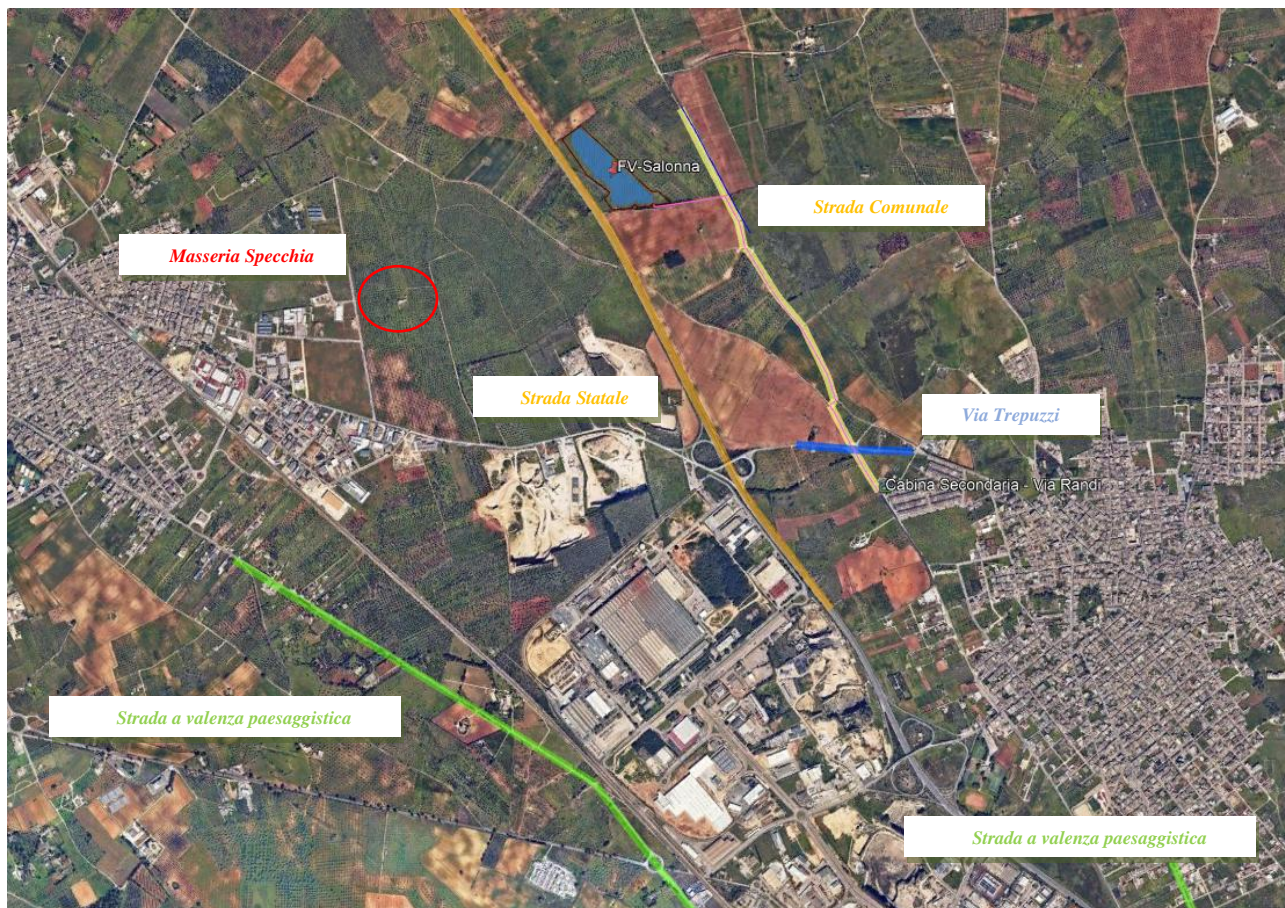 FV-Salonna
Strada Comunale
Masseria Specchia
Strada Statale
Via Trepuzzi
Cabina Secondaria - Via Randi
Strada a valenza paesaggistica
Strada a valenza paesaggistica